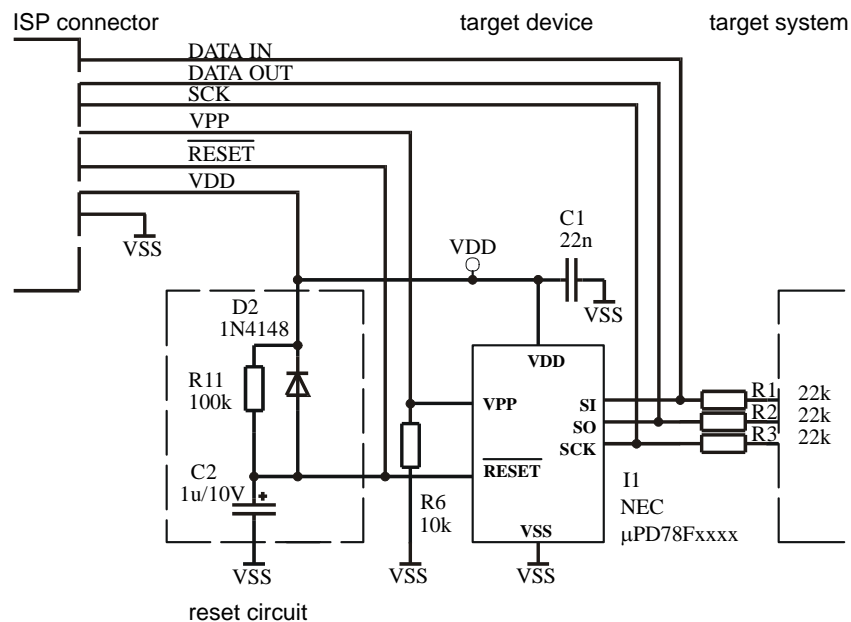 ISP connector
target device
target system
DATA IN
DATA OUT
SCK
VPP
RESET
VDD
VSS
VDD
C1
22n
VSS
D2
1N4148
R11
100k
C2
1u/10V
+
VSS
R6
10k
VSS
VDD
VPP
RESET
VSS
SI
SO
SCK
VSS
I1
NEC
µPD78Fxxxx
R1 22k
R2 22k
R3 22k
reset circuit